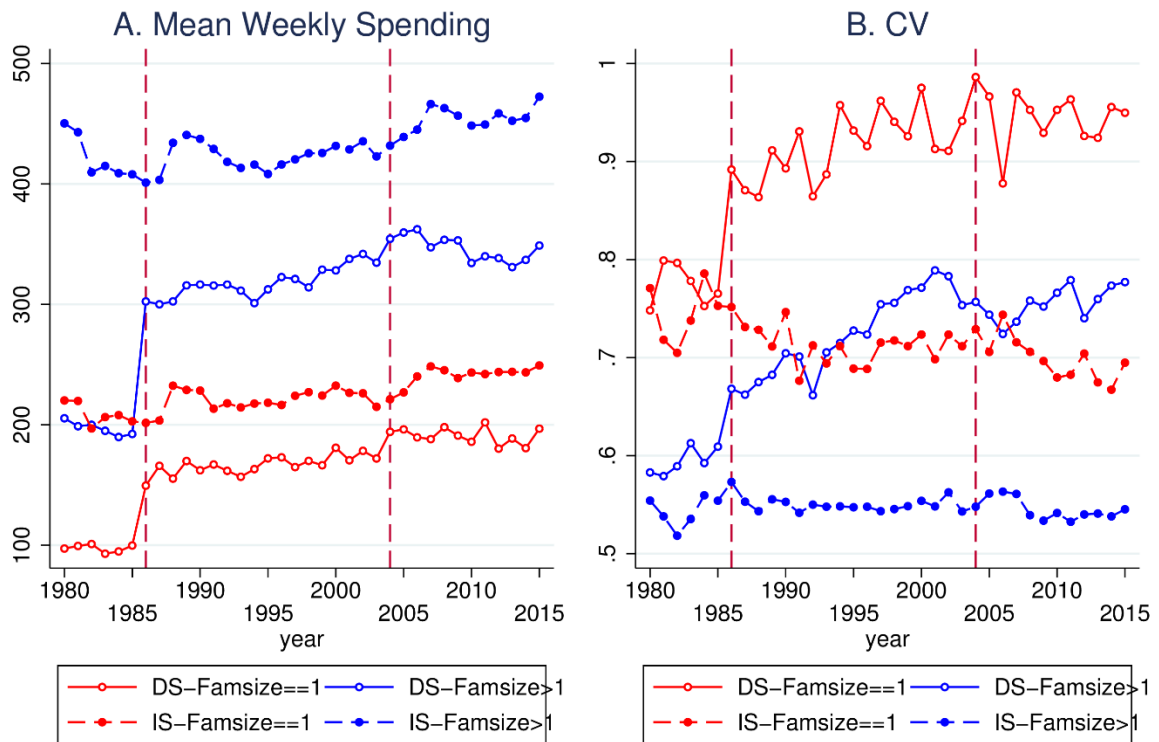 A. Mean Weekly Spending
500
400
300
200
100
1980 1990 2000 2010
1985 1995 2005 2015
year
DS−Famsize==1 DS−Famsize>1
IS−Famsize==1 IS−Famsize>1
B. CV
1
.9
.8
.7
.6
.5
1980 1990 2000 2010
1985 1995 2005 2015
year
DS−Famsize==1 DS−Famsize>1
IS−Famsize==1 IS−Famsize>1